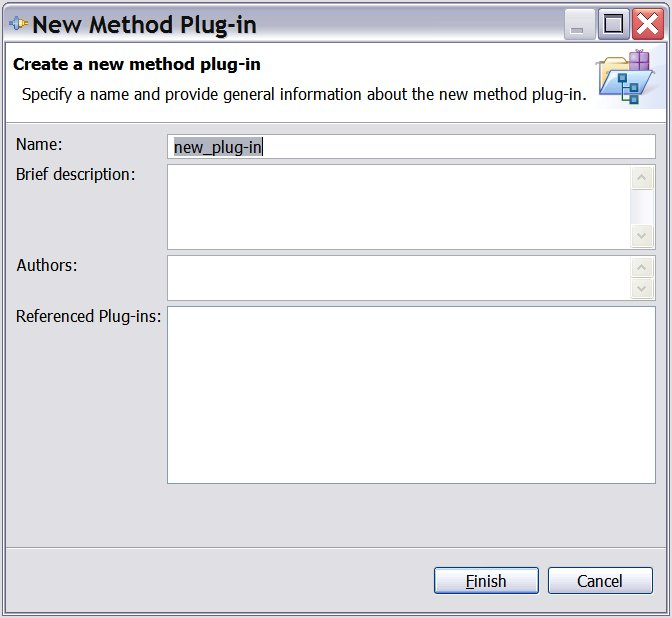 New Method Plug-in
Create a new method plug-in
Specify a name and provide general information about the new method plug-in.
Name: new_plug-in
Brief description:
Authors:
Referenced Plug-ins:
Finish Cancel